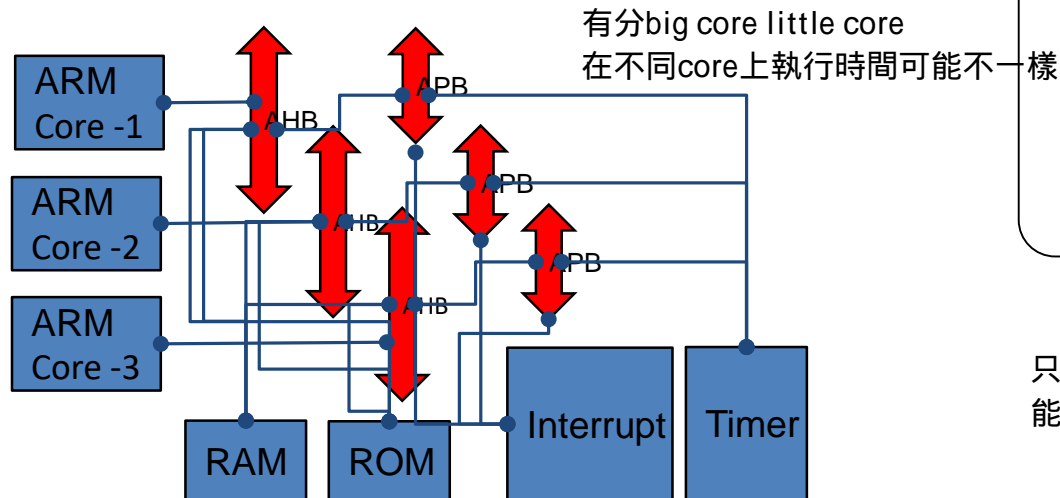 有分big core little core
在不同core上執行時間可能不一樣
ARM
Core -1
AHB
APB
ARM
Core -2
AHB
APB
ARM
Core -3
AHB
APB
RAM
ROM
Interrupt
Timer
只
能